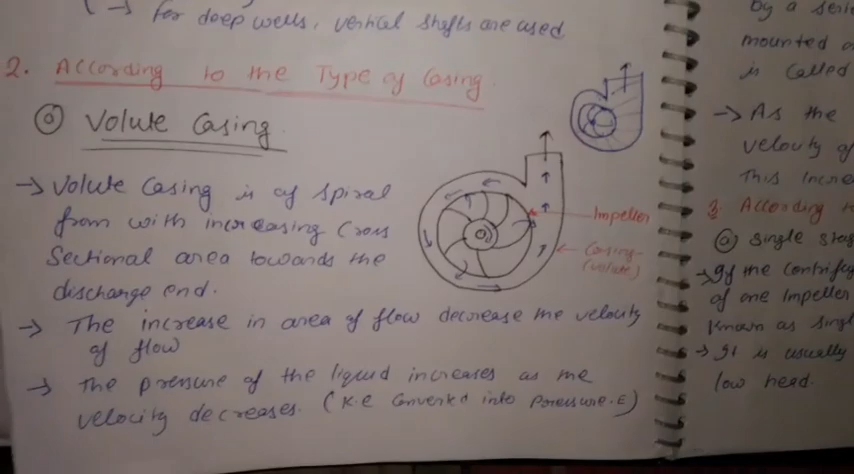 (→ For deep wells, vertical shafts are used
2. According to the Type of Casing.
ⓐ Volute Casing.
→ Volute Casing is of spiral
from with increasing Cross
Sectional area towards the
discharge end.
→ The increase in area of flow decrease the velocity
of flow
→ The pressure of the liquid increases as the
velocity decreases. (K.E Converted into Pressure.E)
Impeller
Casing
(volute)
by a seri
mounted
is Called
→ As the
velocity of
This Incre
3. According
ⓐ Single stag
→ If the Centrifug
of one Impeller
Known as Singl
→ It is usually
low head.